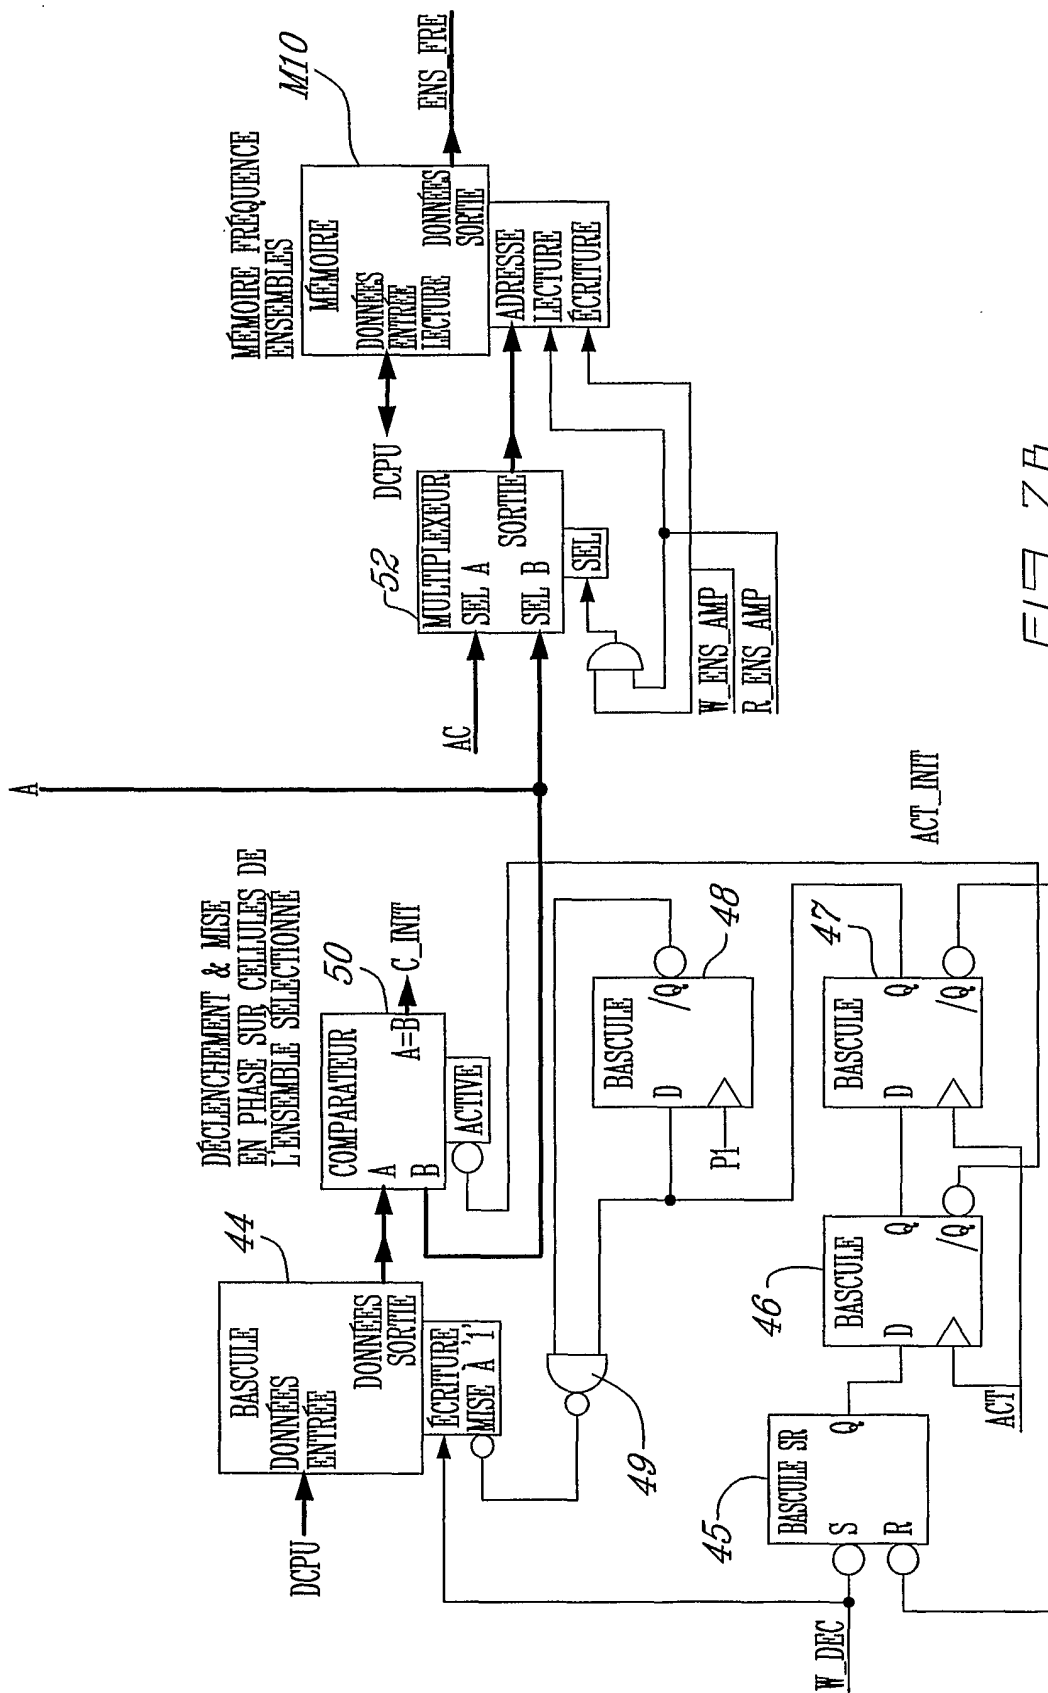 DÉCLENCHEMENT & MISE
EN PHASE SUR CELLULES DE
L'ENSEMBLE SÉLECTIONNÉ
MÉMOIRE FRÉQUENCE
ENSEMBLES
M10
44
BASCULE
DONNÉES
ENTRÉE
DONNÉES
SORTIE
ÉCRITURE
MISE À '1'
DCPU
50
COMPARATEUR
A
B
A=B
C_INIT
ACTIVE
A
AC
52
MULTIPLEXEUR
SEL A
SEL B
SORTIE
SEL
DCPU
MÉMOIRE
DONNÉES
ENTRÉE
LECTURE
DONNÉES
SORTIE
ADRESSE
LECTURE
ÉCRITURE
ENS_FRE
W_ENS_AMP
R_ENS_AMP
49
BASCULE
D
/Q
P1
48
W_DEC
45
BASCULE SR
S
R
Q
46
BASCULE
D
Q
/Q
ACT
BASCULE
D
Q
/Q
47
ACT_INIT